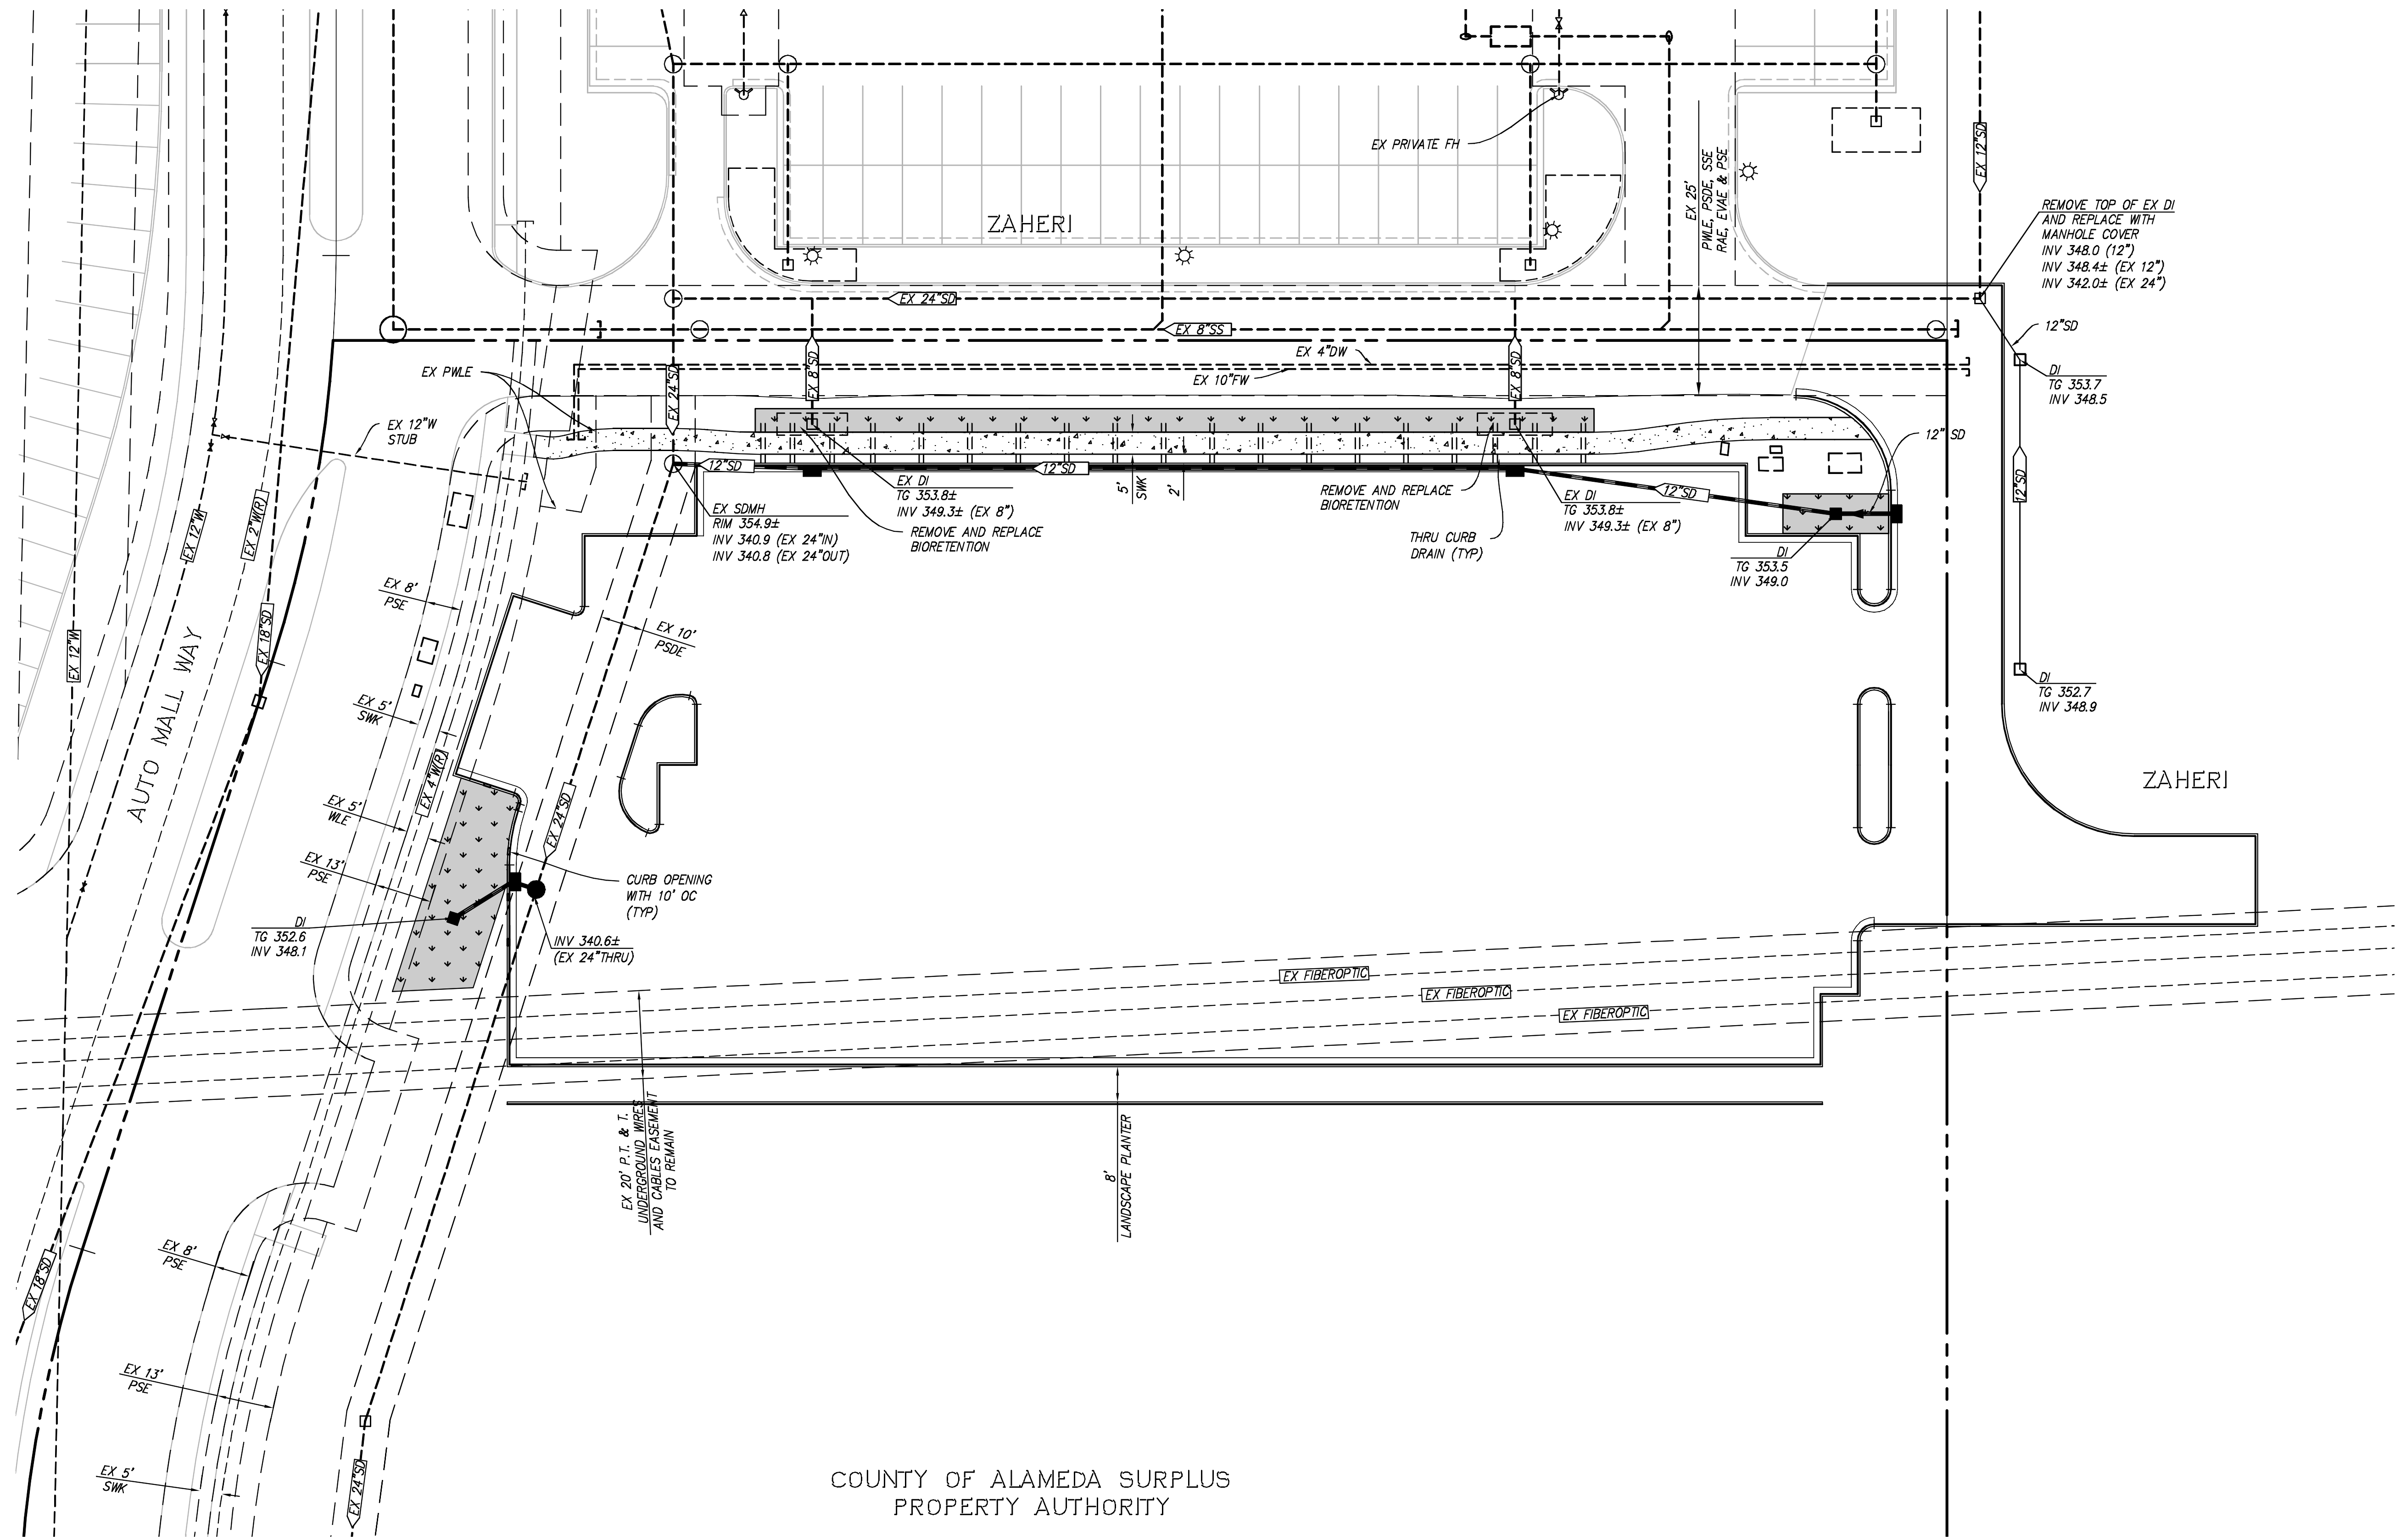 EX PRIVATE FH
EX 25'
PWLE, PSDE, SSE
RAE, EVAE & PSE
EX 12"SD
ZAHERI
REMOVE TOP OF EX DI
AND REPLACE WITH
MANHOLE COVER
INV 348.0 (12")
INV 348.4± (EX 12")
INV 342.0± (EX 24")
EX 24"SD
EX 8"SS
12"SD
EX 4"DW
EX 10"FW
EX PWLE
EX 24"SD
EX 8"SD
EX 8"SD
DI
TG 353.7
INV 348.5
EX 12"W
STUB
12" SD
12"SD
12"SD
12"SD
12"SD
EX DI
TG 353.8±
INV 349.3± (EX 8")
REMOVE AND REPLACE
BIORETENTION
5'
SWK
2'
REMOVE AND REPLACE
BIORETENTION
EX DI
TG 353.8±
INV 349.3± (EX 8")
THRU CURB
DRAIN (TYP)
EX SDMH
RIM 354.9±
INV 340.9 (EX 24"IN)
INV 340.8 (EX 24"OUT)
DI
TG 353.5
INV 349.0
EX 12"W
EX 2"W(R)
EX 18"SD
EX 12"W
EX 8'
PSE
EX 10'
PSDE
DI
TG 352.7
INV 348.9
AUTO MALL WAY
EX 5'
SWK
EX 4"W(R)
EX 24"SD
ZAHERI
EX 5'
WLE
EX 13'
PSE
CURB OPENING
WITH 10' OC
(TYP)
DI
TG 352.6
INV 348.1
INV 340.6±
(EX 24"THRU)
EX FIBEROPTIC
EX FIBEROPTIC
EX FIBEROPTIC
EX 20' P.T. & T.
UNDERGROUND WIRES
AND CABLES EASEMENT
TO REMAIN
8'
LANDSCAPE PLANTER
EX 8'
PSE
EX 18"SD
EX 13'
PSE
EX 5'
SWK
EX 24"SD
COUNTY OF ALAMEDA SURPLUS
PROPERTY AUTHORITY